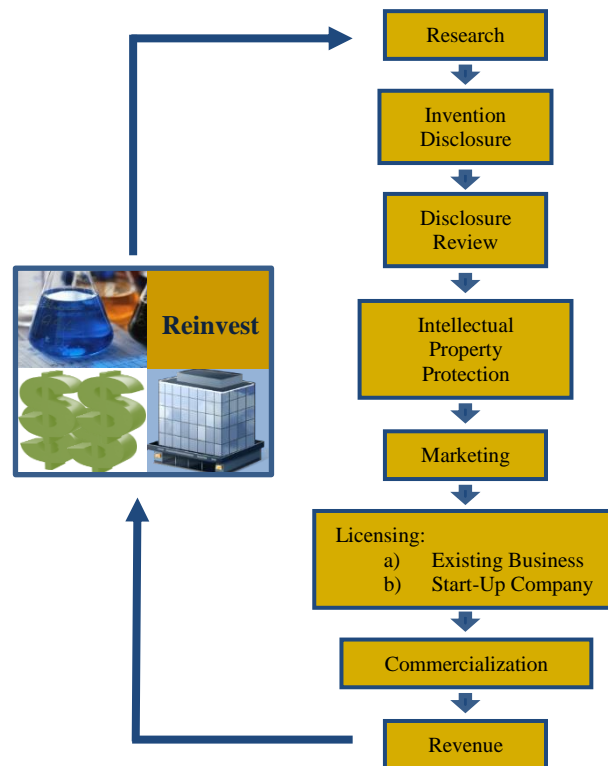 Research
Invention
Disclosure
Disclosure
Review
Reinvest
Intellectual
Property
Protection
Marketing
Licensing:
a) Existing Business
b) Start-Up Company
Commercialization
Revenue